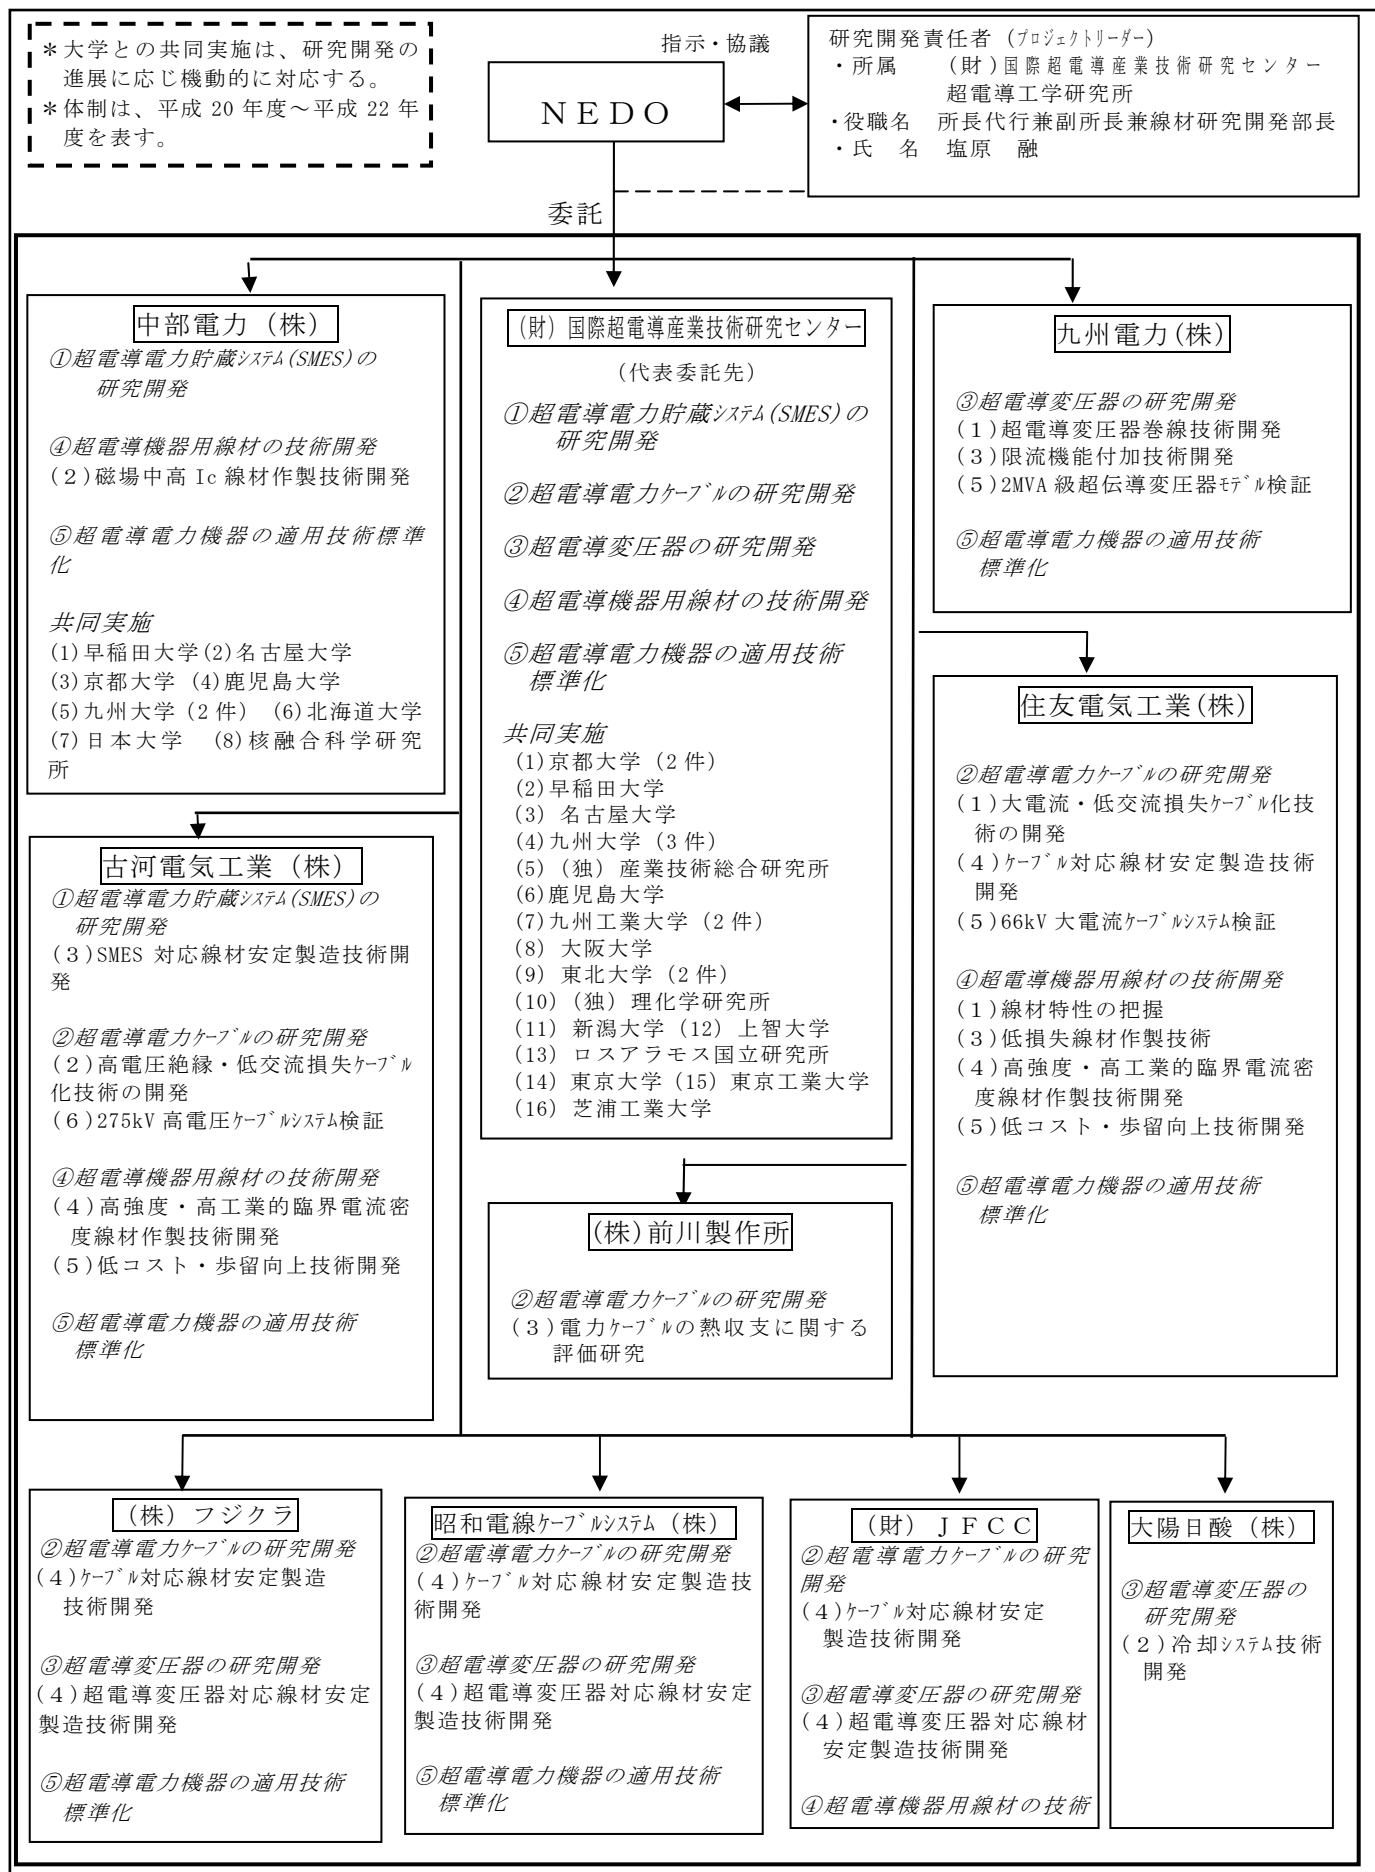 ＊大学との共同実施は、研究開発の
進展に応じ機動的に対応する。
＊体制は、平成 20 年度～平成 22 年
度を表す。
指示・協議
ＮＥＤＯ
研究開発責任者（ﾌﾟﾛｼﾞｪｸﾄﾘｰﾀﾞｰ）
・所属　（財）国際超電導産業技術研究センター
超電導工学研究所
・役職名　所長代行兼副所長兼線材研究開発部長
・氏　名　塩原　融
委託
中部電力（株）
①超電導電力貯蔵ｼｽﾃﾑ(SMES)の
研究開発
④超電導機器用線材の技術開発
(２)磁場中高 Ic 線材作製技術開発
⑤超電導電力機器の適用技術標準
化
共同実施
(1)早稲田大学(2)名古屋大学
(3)京都大学 (4)鹿児島大学
(5)九州大学（2 件） (6)北海道大学
(7)日本大学　(8)核融合科学研究
所
（財）国際超電導産業技術研究センター
（代表委託先）
①超電導電力貯蔵ｼｽﾃﾑ(SMES)の
研究開発
②超電導電力ｹｰﾌﾞﾙの研究開発
③超電導変圧器の研究開発
④超電導機器用線材の技術開発
⑤超電導電力機器の適用技術
標準化
共同実施
(1)京都大学（2 件）
(2)早稲田大学
(3) 名古屋大学
(4)九州大学（3 件）
(5)（独）産業技術総合研究所
(6)鹿児島大学
(7)九州工業大学（2 件）
(8) 大阪大学
(9) 東北大学（2 件）
(10)（独）理化学研究所
(11) 新潟大学（12）上智大学
(13) ロスアラモス国立研究所
(14) 東京大学（15）東京工業大学
(16) 芝浦工業大学
九州電力(株)
③超電導変圧器の研究開発
(１)超電導変圧器巻線技術開発
(３)限流機能付加技術開発
(５)2MVA 級超伝導変圧器ﾓﾃﾞﾙ検証
⑤超電導電力機器の適用技術
標準化
住友電気工業(株)
②超電導電力ｹｰﾌﾞﾙの研究開発
(１)大電流・低交流損失ｹｰﾌﾞﾙ化技
術の開発
(４)ｹｰﾌﾞﾙ対応線材安定製造技術
開発
(５)66kV 大電流ｹｰﾌﾞﾙｼｽﾃﾑ検証
④超電導機器用線材の技術開発
(１)線材特性の把握
(３)低損失線材作製技術
(４)高強度・高工業的臨界電流密
度線材作製技術開発
(５)低コスト・歩留向上技術開発
⑤超電導電力機器の適用技術
標準化
古河電気工業（株）
①超電導電力貯蔵ｼｽﾃﾑ(SMES)の
研究開発
(３)SMES 対応線材安定製造技術開
発
②超電導電力ｹｰﾌﾞﾙの研究開発
(２)高電圧絶縁・低交流損失ｹｰﾌﾞﾙ
化技術の開発
(６)275kV 高電圧ｹｰﾌﾞﾙｼｽﾃﾑ検証
④超電導機器用線材の技術開発
(４)高強度・高工業的臨界電流密
度線材作製技術開発
(５)低コスト・歩留向上技術開発
⑤超電導電力機器の適用技術
標準化
(株)前川製作所
②超電導電力ｹｰﾌﾞﾙの研究開発
(３)電力ｹｰﾌﾞﾙの熱収支に関する
評価研究
（株）フジクラ
②超電導電力ｹｰﾌﾞﾙの研究開発
(４)ｹｰﾌﾞﾙ対応線材安定製造
技術開発
③超電導変圧器の研究開発
(４)超電導変圧器対応線材安定
製造技術開発
⑤超電導電力機器の適用技術
標準化
昭和電線ｹｰﾌﾞﾙｼｽﾃﾑ（株）
②超電導電力ｹｰﾌﾞﾙの研究開発
(４)ｹｰﾌﾞﾙ対応線材安定製造技
術開発
③超電導変圧器の研究開発
(４)超電導変圧器対応線材安定
製造技術開発
⑤超電導電力機器の適用技術
標準化
（財）ＪＦＣＣ
②超電導電力ｹｰﾌﾞﾙの研究
開発
(４)ｹｰﾌﾞﾙ対応線材安定
製造技術開発
③超電導変圧器の研究開発
(４)超電導変圧器対応線材
安定製造技術開発
④超電導機器用線材の技術
大陽日酸（株）
③超電導変圧器の
研究開発
(２)冷却ｼｽﾃﾑ技術
開発